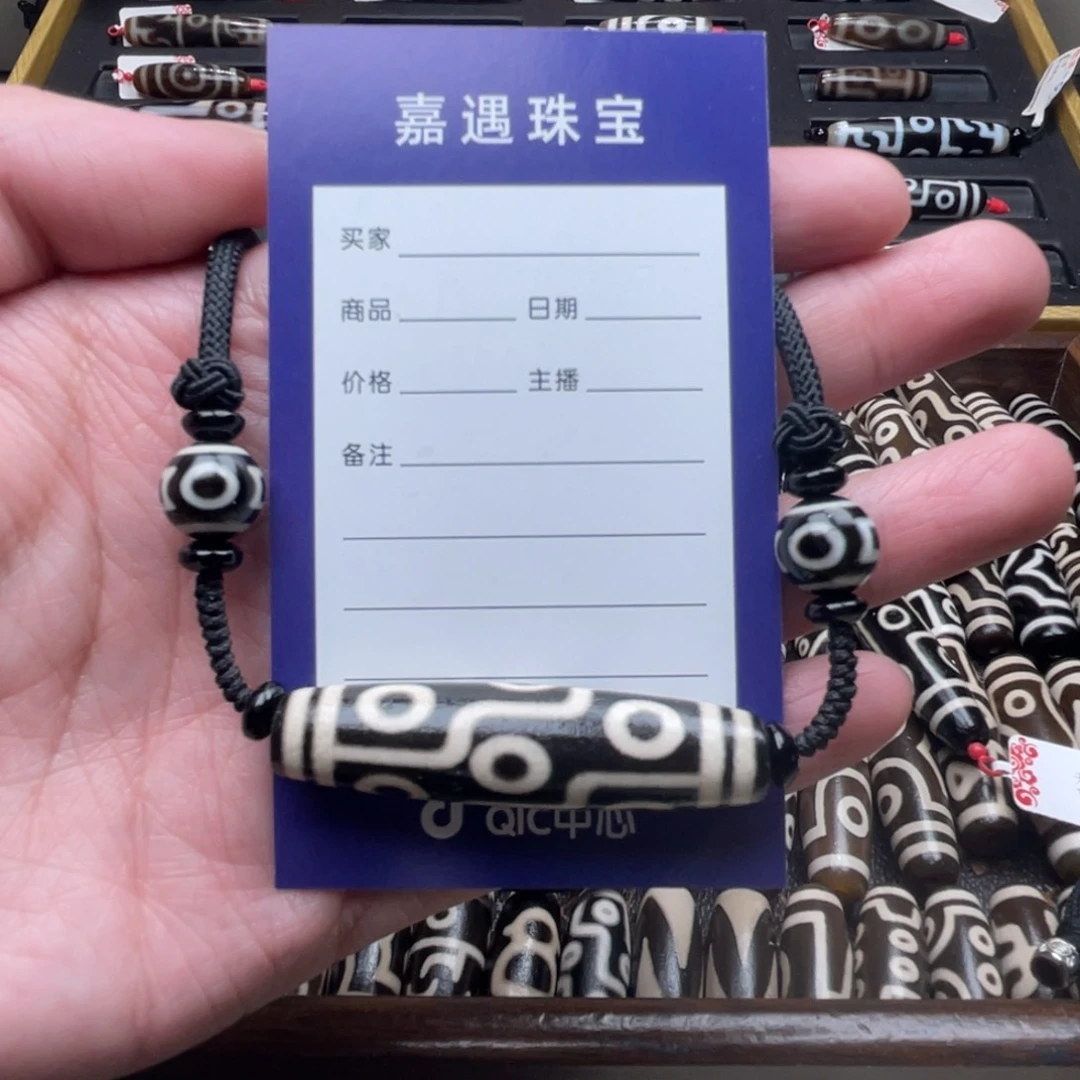 嘉遇珠宝
买家
商品 日期
价格 主播
备注
QIC中心